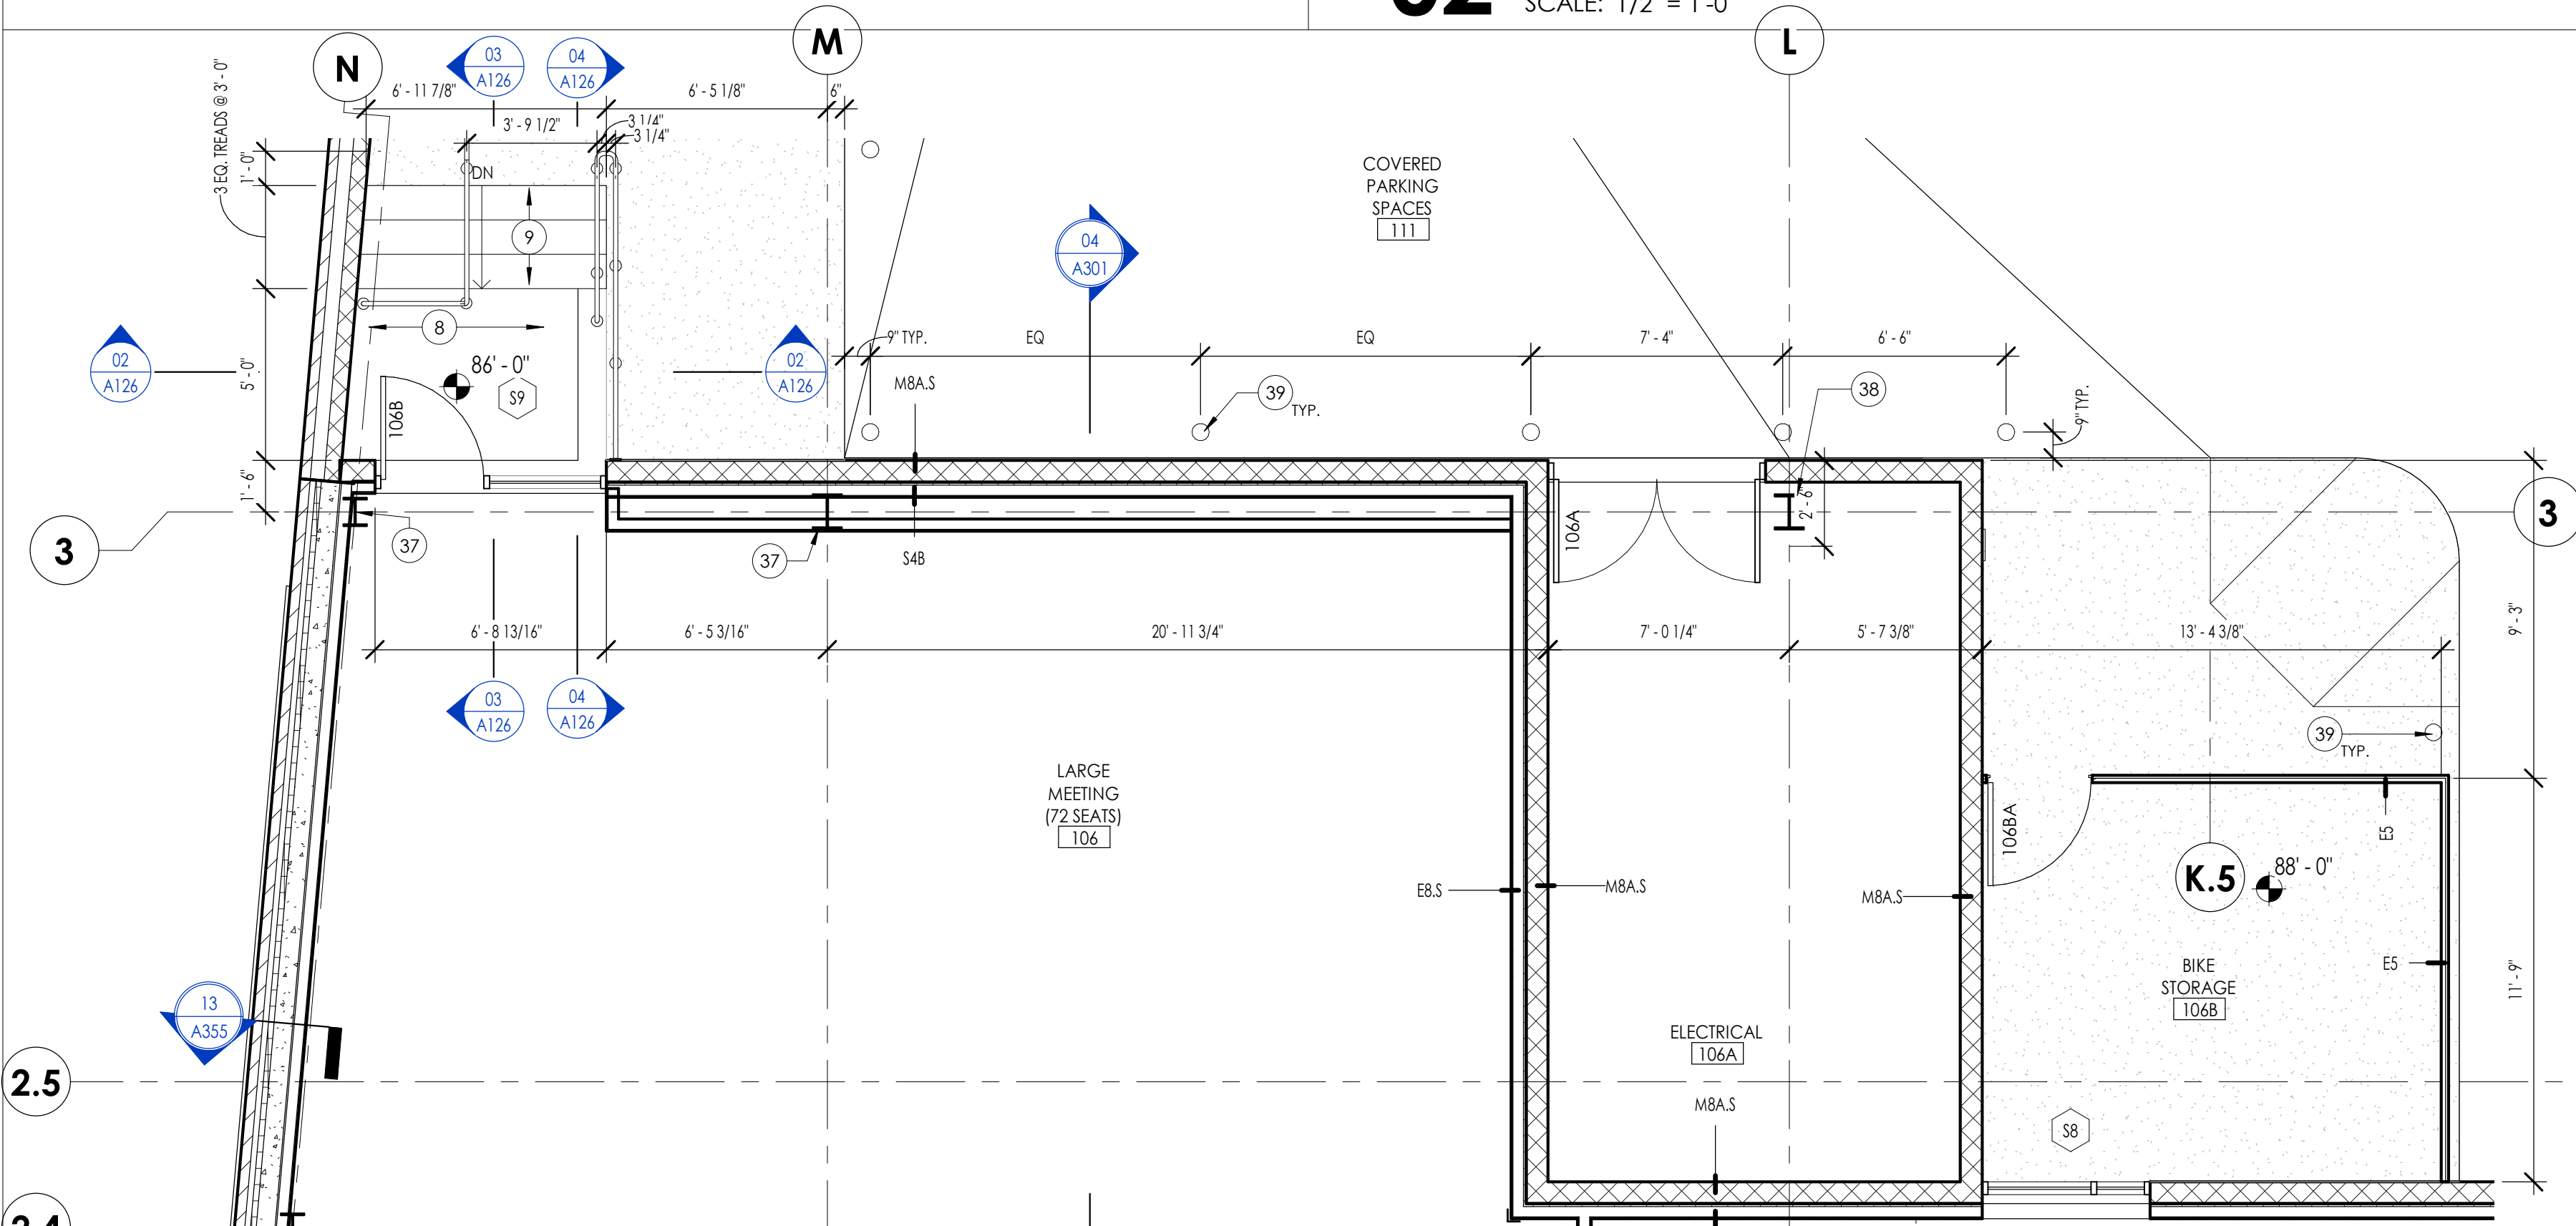 SCALE: 1/2" = 1'-0"
N
M
L
03
A126
04
A126
6' - 11 7/8"
6' - 5 1/8"
6"
3' - 9 1/2"
3 1/4"
3 1/4"
3 EQ. TREADS @ 3' - 0"
1' - 0"
DN
9
COVERED
PARKING
SPACES
111
04
A301
8
86' - 0"
S9
02
A126
5' - 0"
02
A126
9" TYP.
EQ
EQ
7' - 4"
6' - 6"
M8A.S
39
TYP.
38
9" TYP.
106B
1' - 6"
3
37
37
S4B
106A
2' - 6"
3
6' - 8 13/16"
6' - 5 3/16"
20' - 11 3/4"
7' - 0 1/4"
5' - 7 3/8"
13' - 4 3/8"
9' - 3"
03
A126
04
A126
39
TYP.
LARGE
MEETING
(72 SEATS)
106
106BA
E5
K.5
88' - 0"
E8.S
M8A.S
M8A.S
BIKE
STORAGE
106B
E5
11' - 9"
13
A355
ELECTRICAL
106A
2.5
M8A.S
S8